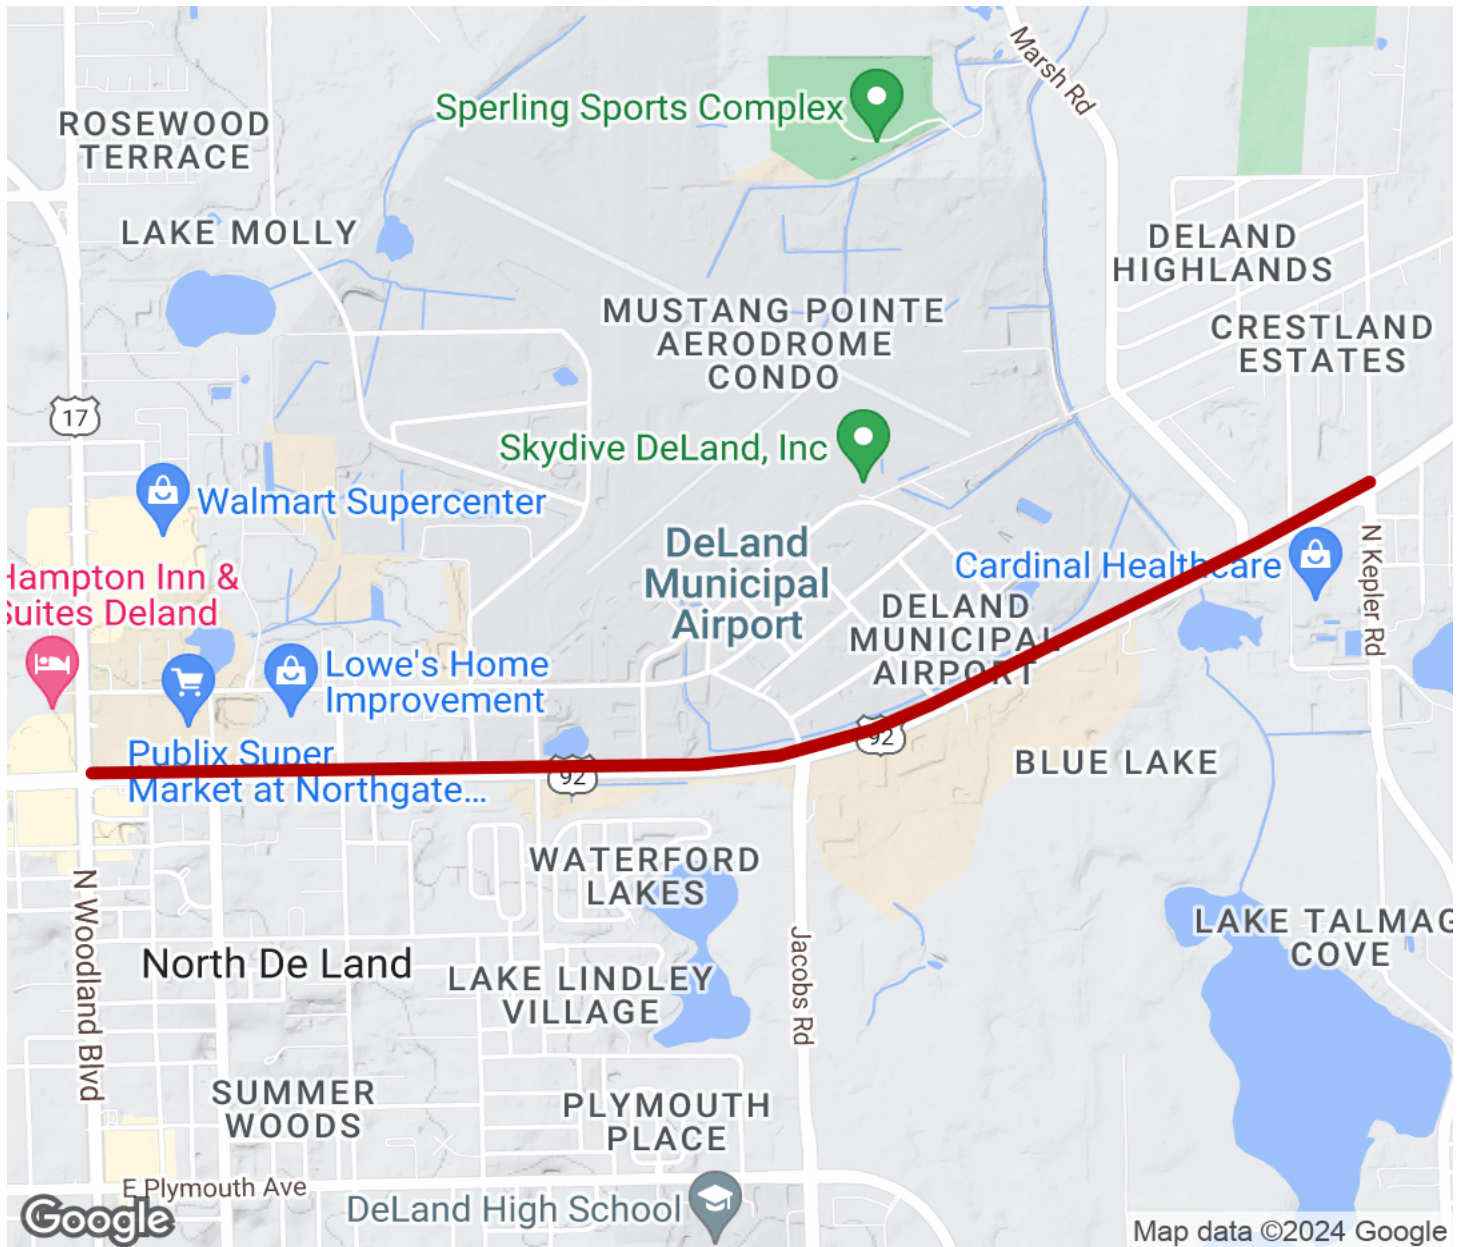 Marsh Rd
Sperling Sports Complex
ROSEWOOD
TERRACE
LAKE MOLLY
DELAND
HIGHLANDS
MUSTANG POINTE
AERODROME
CONDO
CRESTLAND
ESTATES
17
Skydive DeLand, Inc
Walmart Supercenter
DeLand
Municipal
Airport
N Kepler Rd
Cardinal Healthcare
Hampton Inn &
Suites Deland
DELAND
MUNICIPAL
AIRPORT
Lowe's Home
Improvement
92
Publix Super
Market at Northgate...
92
BLUE LAKE
WATERFORD
LAKES
N Woodland Blvd
LAKE TALMAG
COVE
Jacobs Rd
North De Land
LAKE LINDLEY
VILLAGE
SUMMER
WOODS
PLYMOUTH
PLACE
E Plymouth Ave
DeLand High School
Google
Map data ©2024 Google